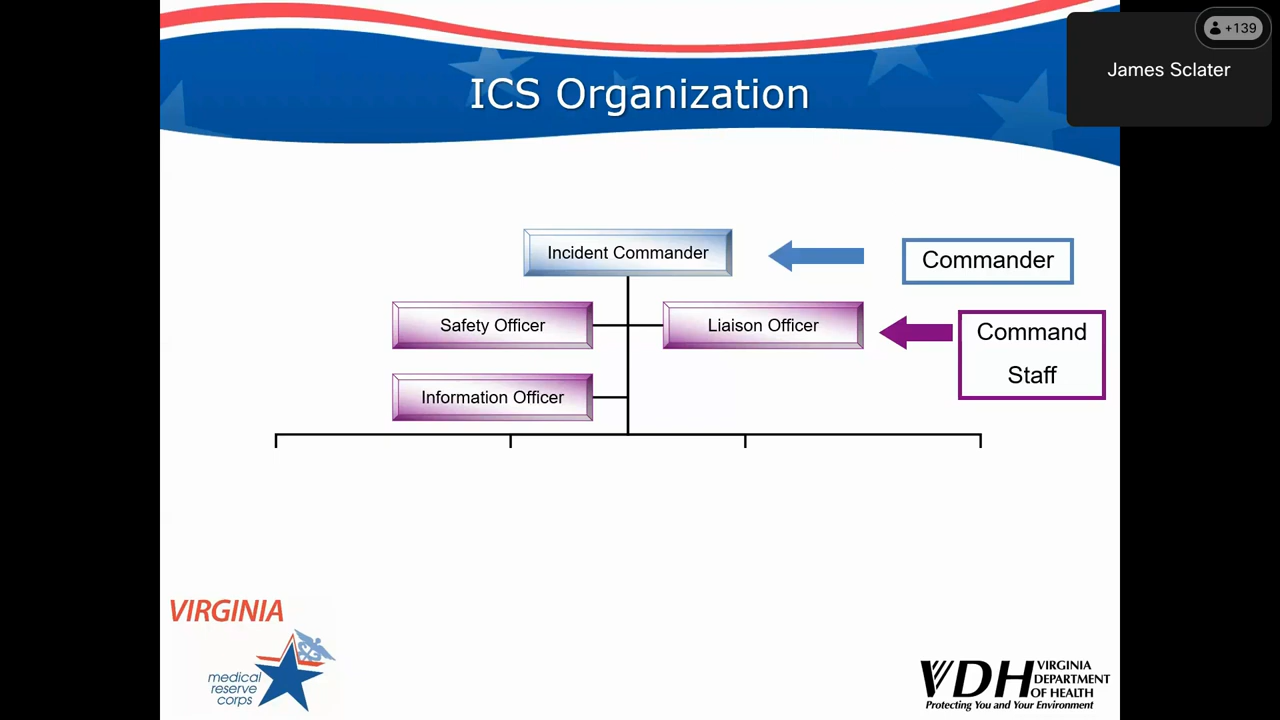 +139
James Sclater
ICS Organization
Incident Commander
Commander
Safety Officer
Liaison Officer
Command
Staff
Information Officer
VIRGINIA
medical
reserve
corps
VDH
VIRGINIA
DEPARTMENT
OF HEALTH
Protecting You and Your Environment